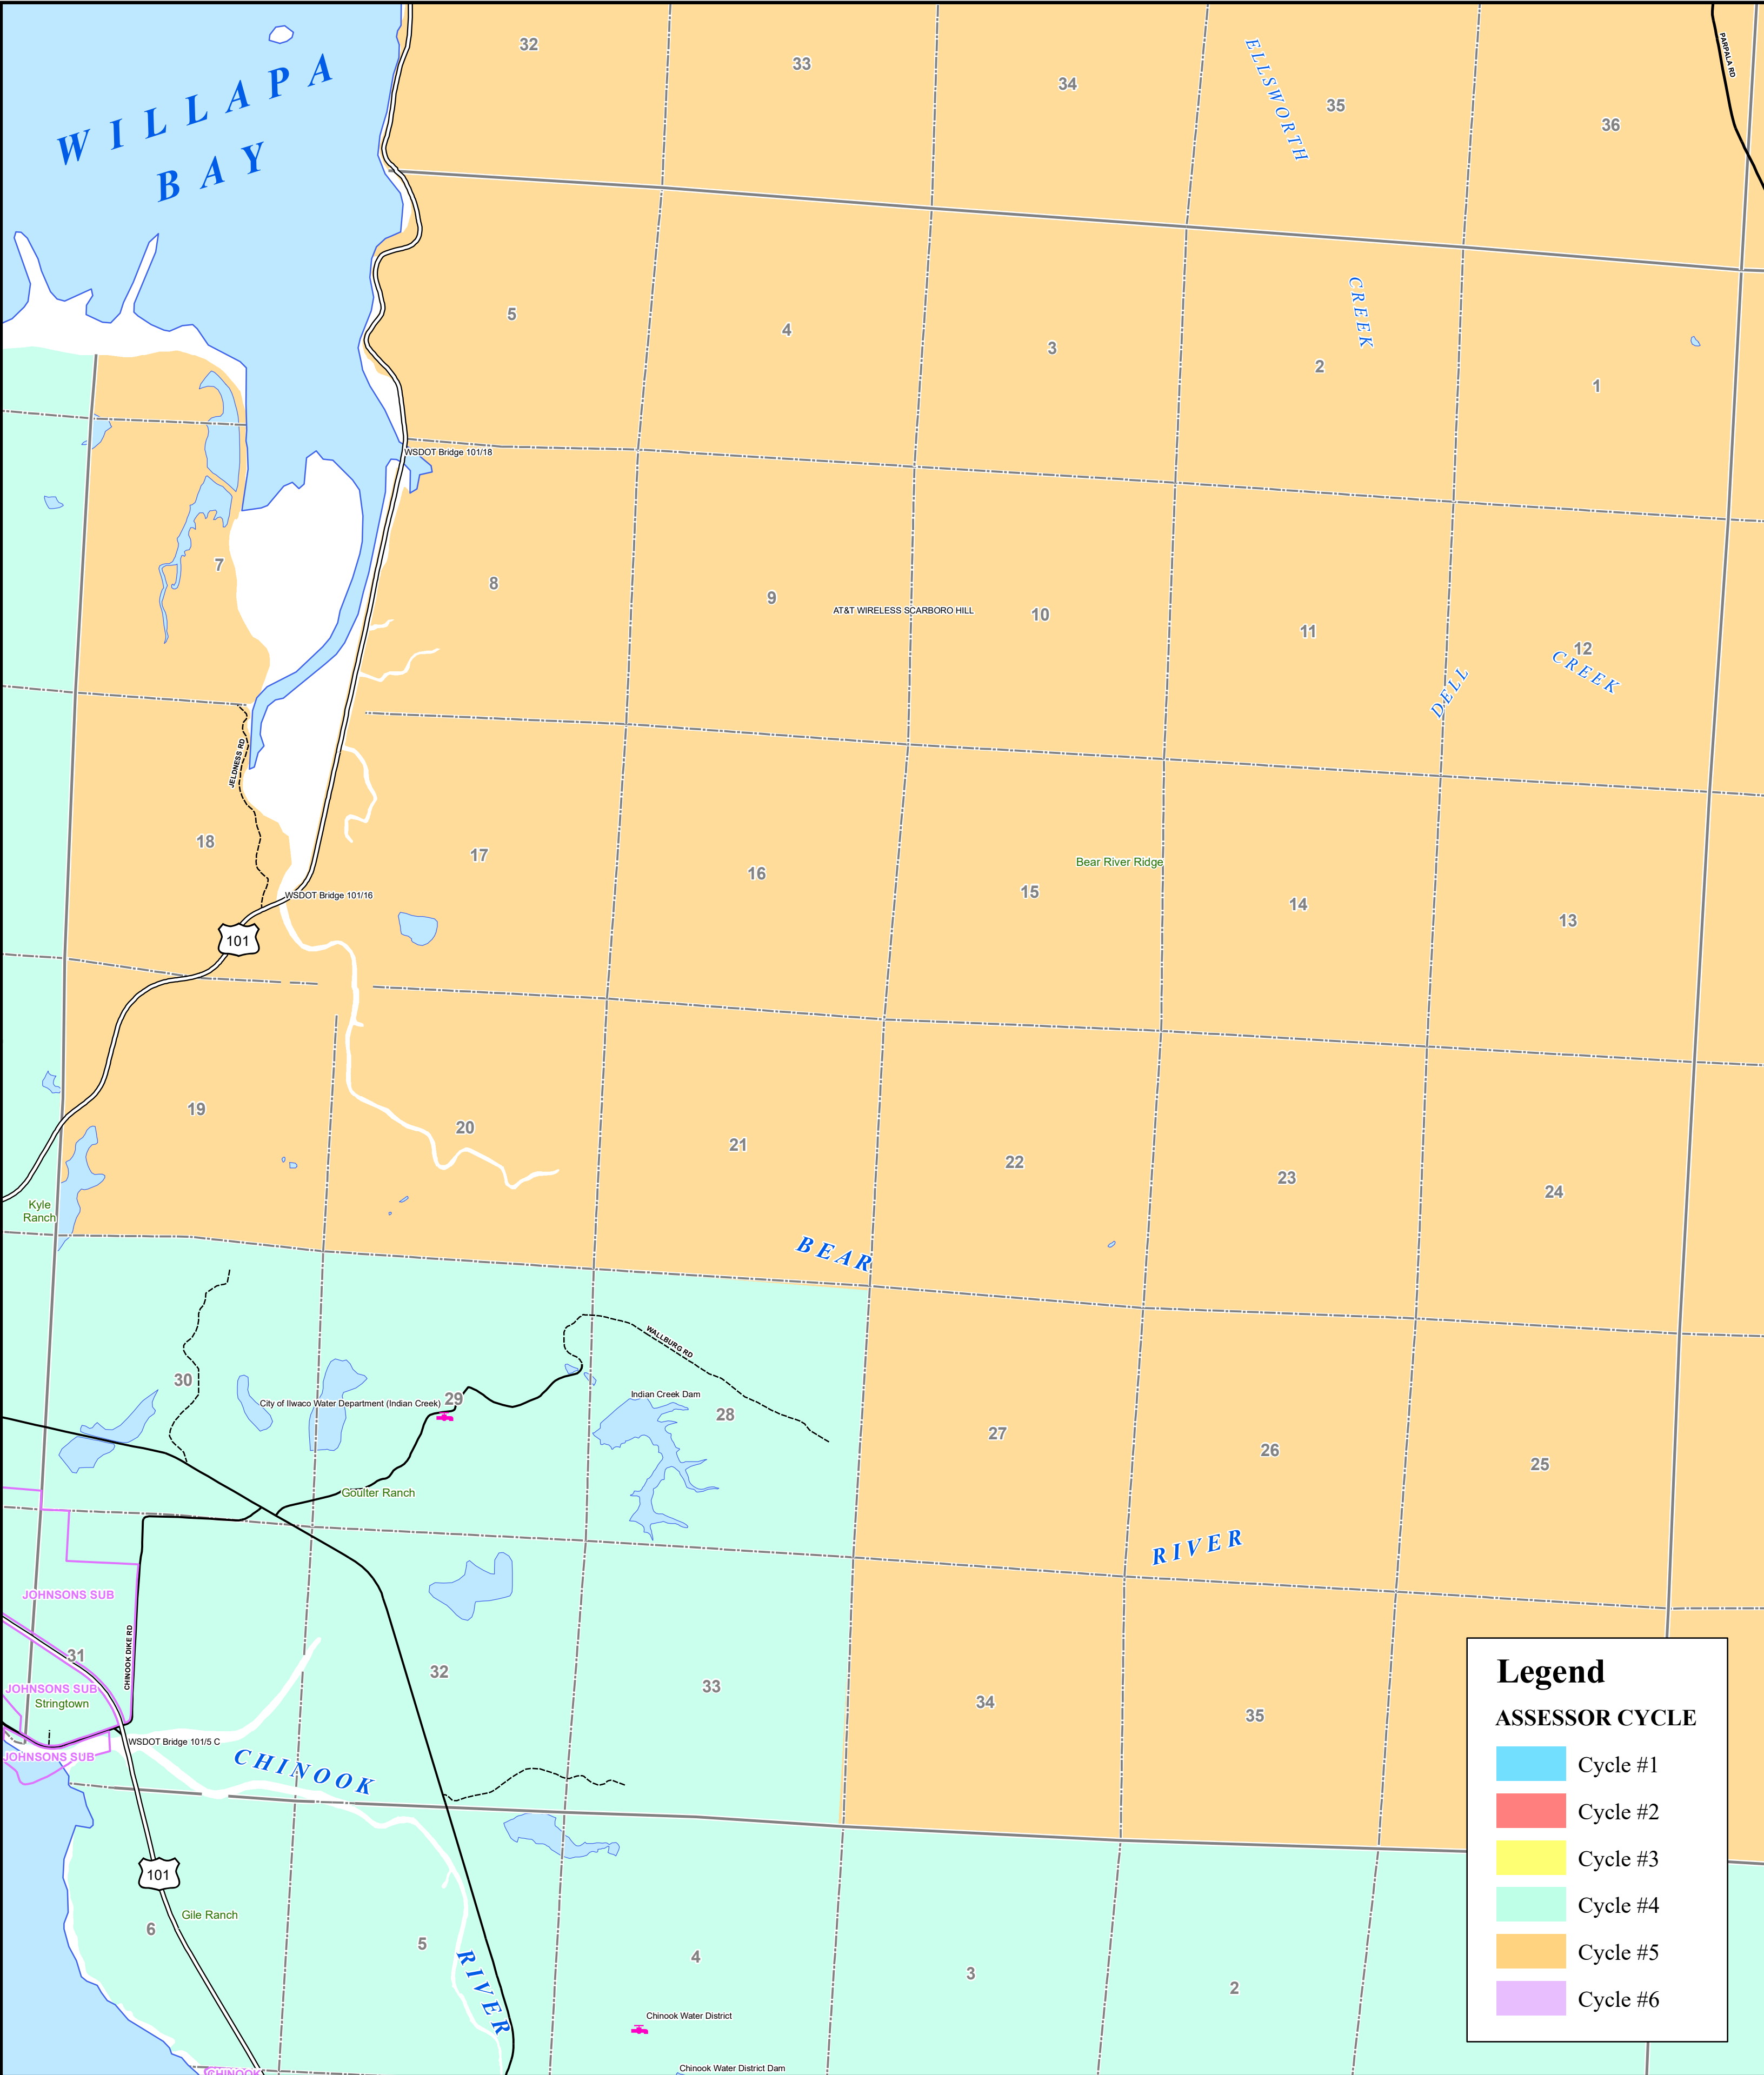 32
33
34
35
36
PARPALA RD
WILLAPA
BAY
ELLSWORTH
CREEK
5
4
3
2
1
WSDOT Bridge 101/18
7
8
9
AT&T WIRELESS SCARBORO HILL
10
11
12
DELL
CREEK
JELDNESS RD
18
17
16
Bear River Ridge
15
14
13
WSDOT Bridge 101/16
101
19
20
21
22
23
24
Kyle
Ranch
BEAR
RIVER
WALLBURG RD
30
City of Ilwaco Water Department (Indian Creek)
29
Indian Creek Dam
28
27
26
25
Goulter Ranch
JOHNSONS SUB
31
CHINOOK DIKE RD
32
33
34
35
JOHNSONS SUB
Stringtown
WSDOT Bridge 101/5 C
JOHNSONS SUB
CHINOOK
RIVER
101
Gile Ranch
6
5
4
3
2
Chinook Water District
Chinook Water District Dam
CHINOOK
Legend
ASSESSOR CYCLE
Cycle #1
Cycle #2
Cycle #3
Cycle #4
Cycle #5
Cycle #6